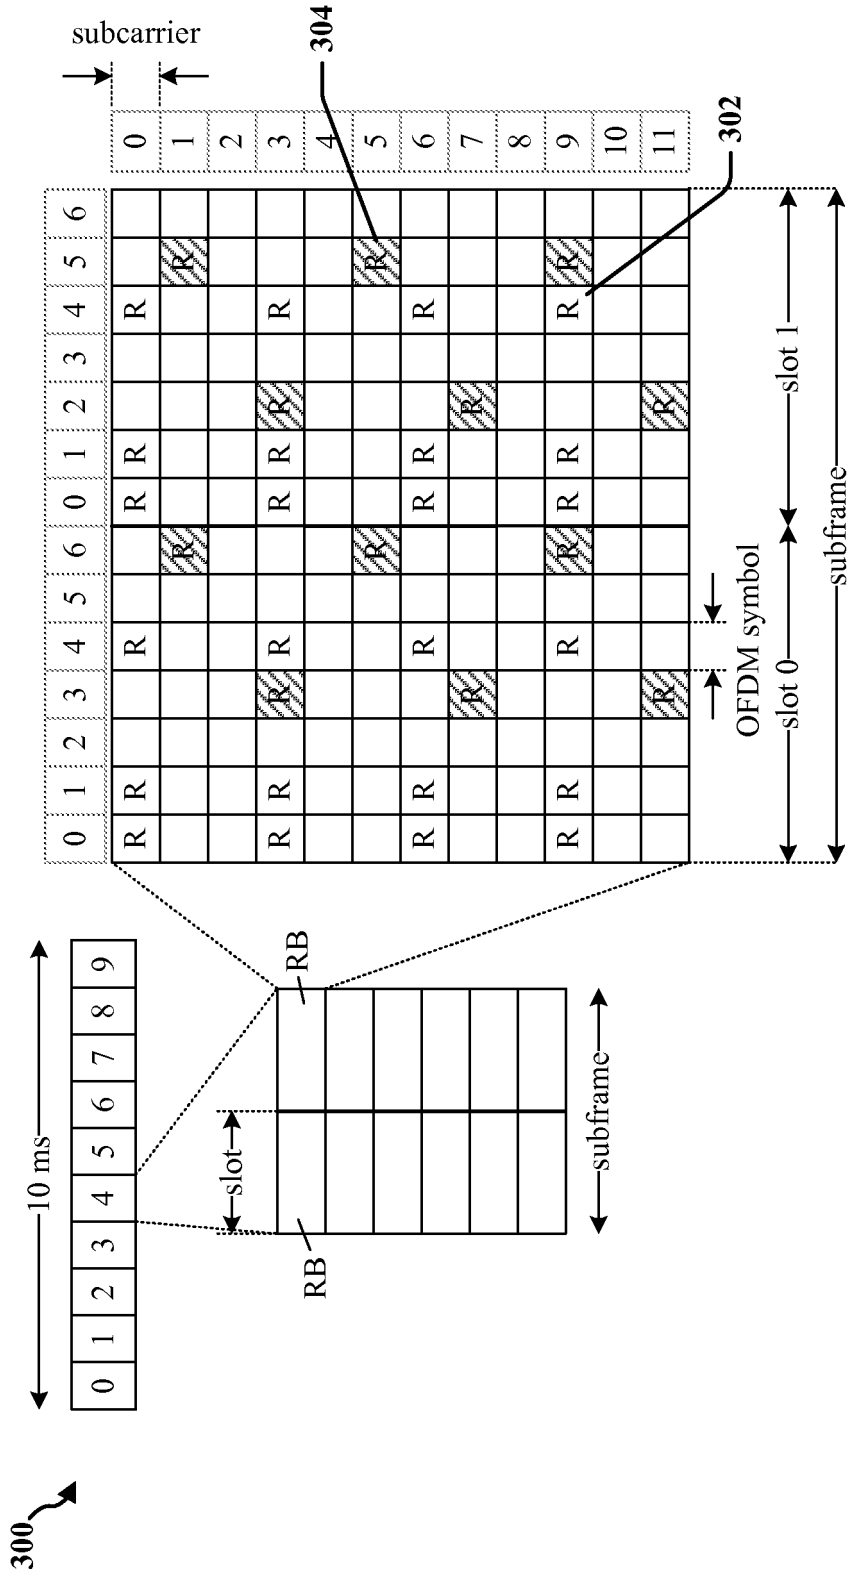 300
10 ms
0 1 2 3 4 5 6 7 8 9
slot
RB RB
subframe
0 1 2 3 4 5 6 0 1 2 3 4 5 6
subcarrier
R R R R R R 0
R R 1
2
R R R R R R R R 3
4
R R 5
R R R R R R 6
R R 7
8
R R R R R R R R 9
10
R R 11
304
302
OFDM symbol
slot 0 slot 1
subframe